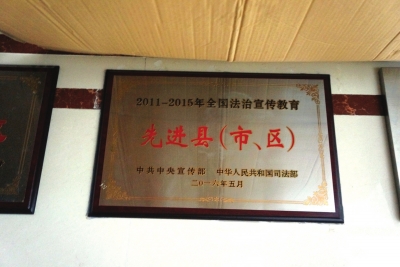 2011-2015年全国法治宣传教育
先进县(市、区)
中共中央宣传部 中华人民共和国司法部
二〇一六年五月